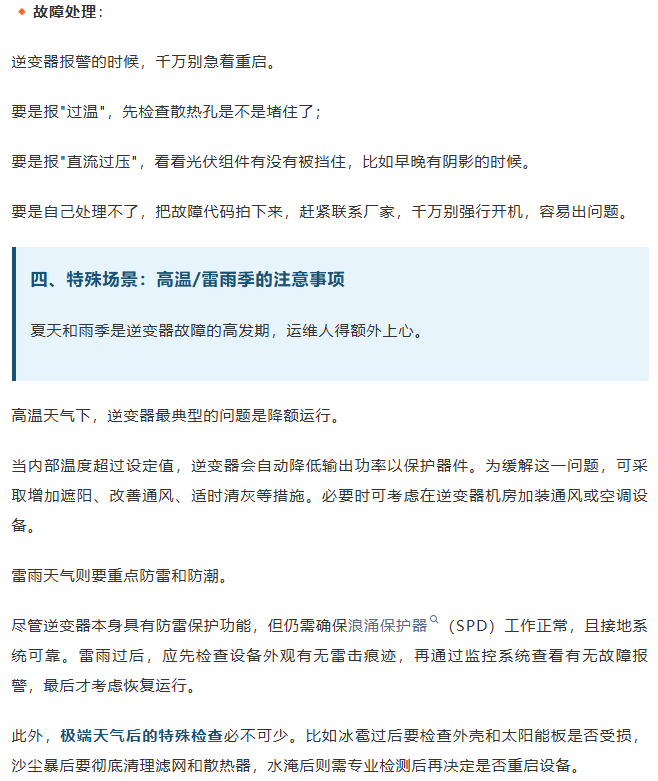 故障处理：
逆变器报警的时候，千万别急着重启。
要是报"过温"，先检查散热孔是不是堵住了；
要是报"直流过压"，看看光伏组件有没有被挡住，比如早晚有阴影的时候。
要是自己处理不了，把故障代码拍下来，赶紧联系厂家，千万别强行开机，容易出问题。
四、特殊场景：高温/雷雨季的注意事项
夏天和雨季是逆变器故障的高发期，运维人得额外上心。
高温天气下，逆变器最典型的问题是降额运行。
当内部温度超过设定值，逆变器会自动降低输出功率以保护器件。为缓解这一问题，可采
取增加遮阳、改善通风、适时清灰等措施。必要时可考虑在逆变器机房加装通风或空调设
备。
雷雨天气则要重点防雷和防潮。
尽管逆变器本身具有防雷保护功能，但仍需确保浪涌保护器（SPD）工作正常，且接地系
统可靠。雷雨过后，应先检查设备外观有无雷击痕迹，再通过监控系统查看有无故障报
警，最后才考虑恢复运行。
此外，极端天气后的特殊检查必不可少。比如冰雹过后要检查外壳和太阳能板是否受损，
沙尘暴后要彻底清理滤网和散热器，水淹后则需专业检测后再决定是否重启设备。